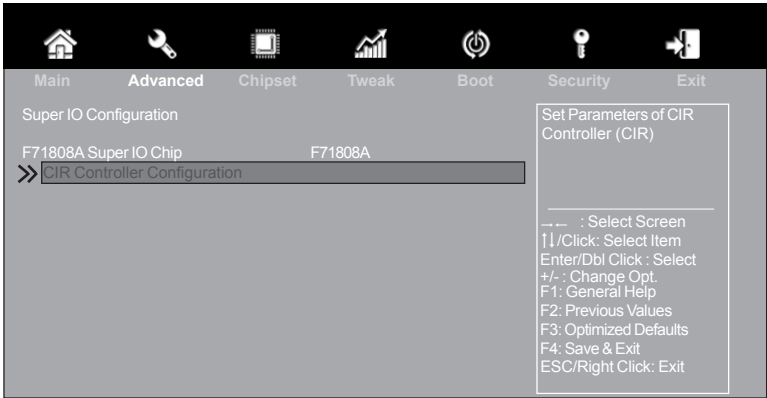 Main Advanced Chipset Tweak Boot Security Exit
Super IO Configuration
F71808A Super IO Chip F71808A
CIR Controller Configuration
Set Parameters of CIR
Controller (CIR)
→← : Select Screen
↑↓/Click: Select Item
Enter/Dbl Click : Select
+/- : Change Opt.
F1: General Help
F2: Previous Values
F3: Optimized Defaults
F4: Save & Exit
ESC/Right Click: Exit